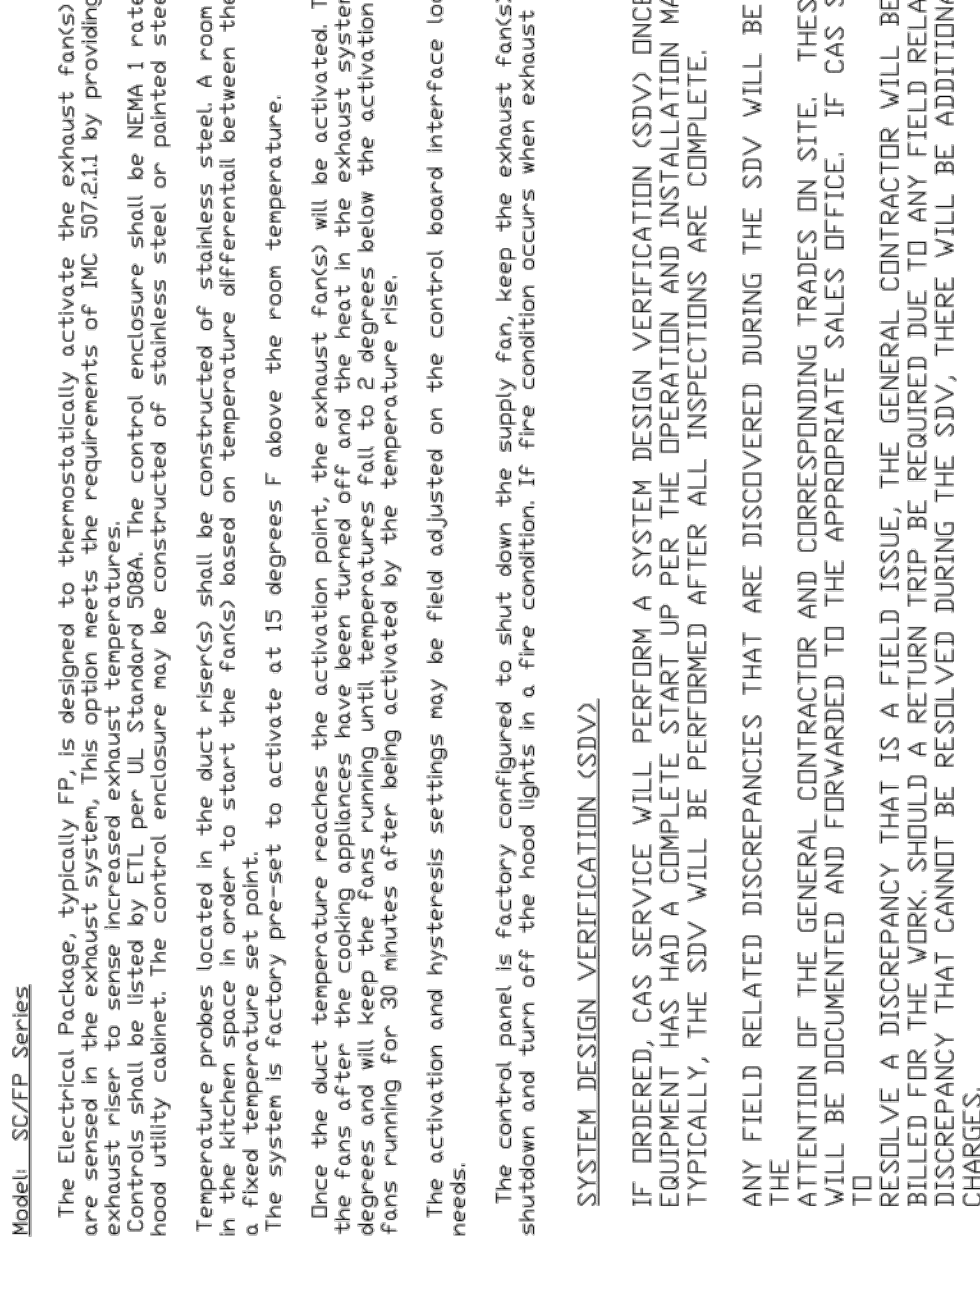 Model: SC/FP Series
The Electrical Package, typically FP, is designed to thermostatically activate the exhaust fan(s)
are sensed in the exhaust system, This option meets the requirements of IMC 507.2.1.1 by providing
exhaust riser to sense increased exhaust temperatures.
Controls shall be listed by ETL per UL Standard 508A. The control enclosure shall be NEMA 1 rate
hood utility cabinet. The control enclosure may be constructed of stainless steel or painted stee
Temperature probes located in the duct riser(s) shall be constructed of stainless steel. A room
in the kitchen space in order to start the fan(s) based on temperature differentail between the
a fixed temperature set point.
The system is factory pre-set to activate at 15 degrees F above the room temperature.
Once the duct temperature reaches the activation point, the exhaust fan(s) will be activated. T
the fans after the cooking appliances have been turned off and the heat in the exhaust system
degrees and will keep the fans running until temperatures fall to 2 degrees below the activation
fans running for 30 minutes after being activated by the temperature rise.
The activation and hysteresis settings may be field adjusted on the control board interface loc
needs.
The control panel is factory configured to shut down the supply fan, keep the exhaust fan(s)
shutdown and turn off the hood lights in a fire condition. If fire condition occurs when exhaust
SYSTEM DESIGN VERIFICATION (SDV)
IF ORDERED, CAS SERVICE WILL PERFORM A SYSTEM DESIGN VERIFICATION (SDV) ONCE
EQUIPMENT HAS HAD A COMPLETE START UP PER THE OPERATION AND INSTALLATION MA
TYPICALLY, THE SDV WILL BE PERFORMED AFTER ALL INSPECTIONS ARE COMPLETE.
ANY FIELD RELATED DISCREPANCIES THAT ARE DISCOVERED DURING THE SDV WILL BE
THE
ATTENTION OF THE GENERAL CONTRACTOR AND CORRESPONDING TRADES ON SITE. THES
WILL BE DOCUMENTED AND FORWARDED TO THE APPROPRIATE SALES OFFICE. IF CAS S
TO
RESOLVE A DISCREPANCY THAT IS A FIELD ISSUE, THE GENERAL CONTRACTOR WILL BE
BILLED FOR THE WORK. SHOULD A RETURN TRIP BE REQUIRED DUE TO ANY FIELD RELA
DISCREPANCY THAT CANNOT BE RESOLVED DURING THE SDV, THERE WILL BE ADDITIONA
CHARGES.